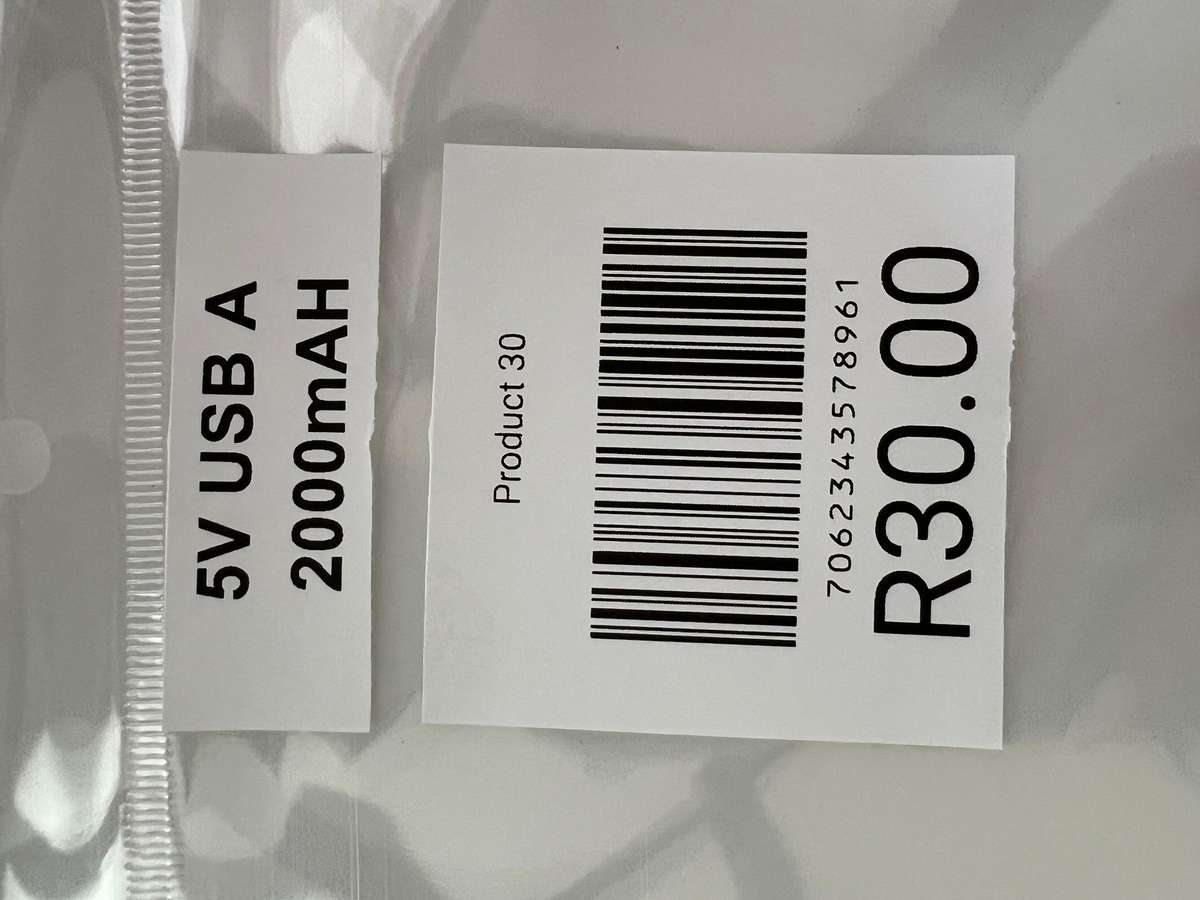 5V USB A
2000mAH
Product 30
7062343578961
R30.00